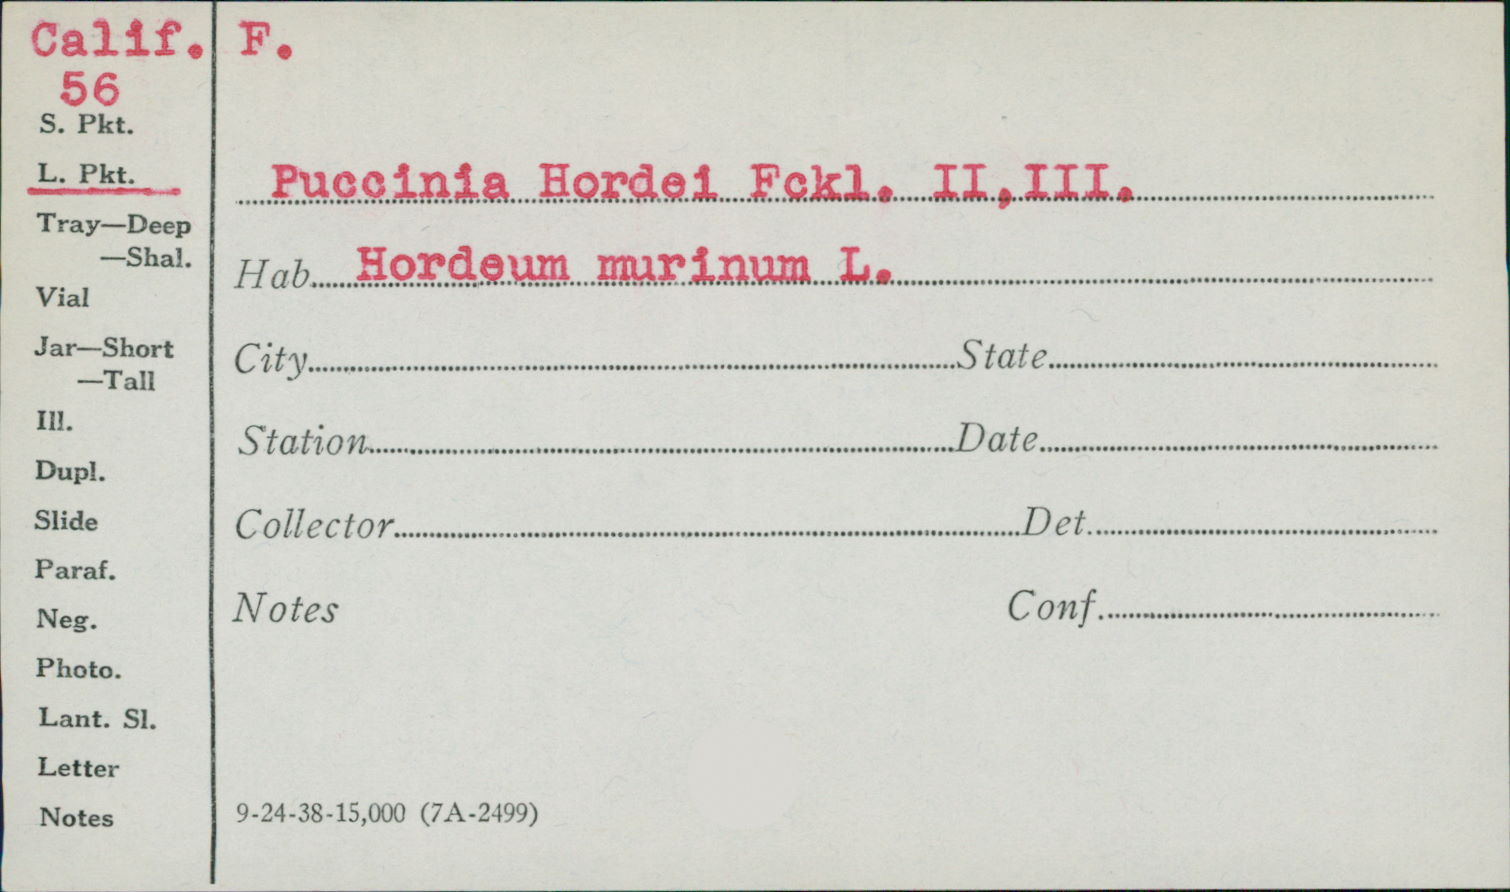 Calif. F.
56
S. Pkt.
L. Pkt.
Puccinia Hordei Fckl. II,III.
Tray—Deep
—Shal.
Hab. Hordeum murinum L.
Vial
Jar—Short
—Tall
City State
Ill.
Station Date
Dupl.
Slide
Collector Det.
Paraf.
Neg.
Notes Conf.
Photo.
Lant. Sl.
Letter
Notes
9-24-38-15,000 (7A-2499)